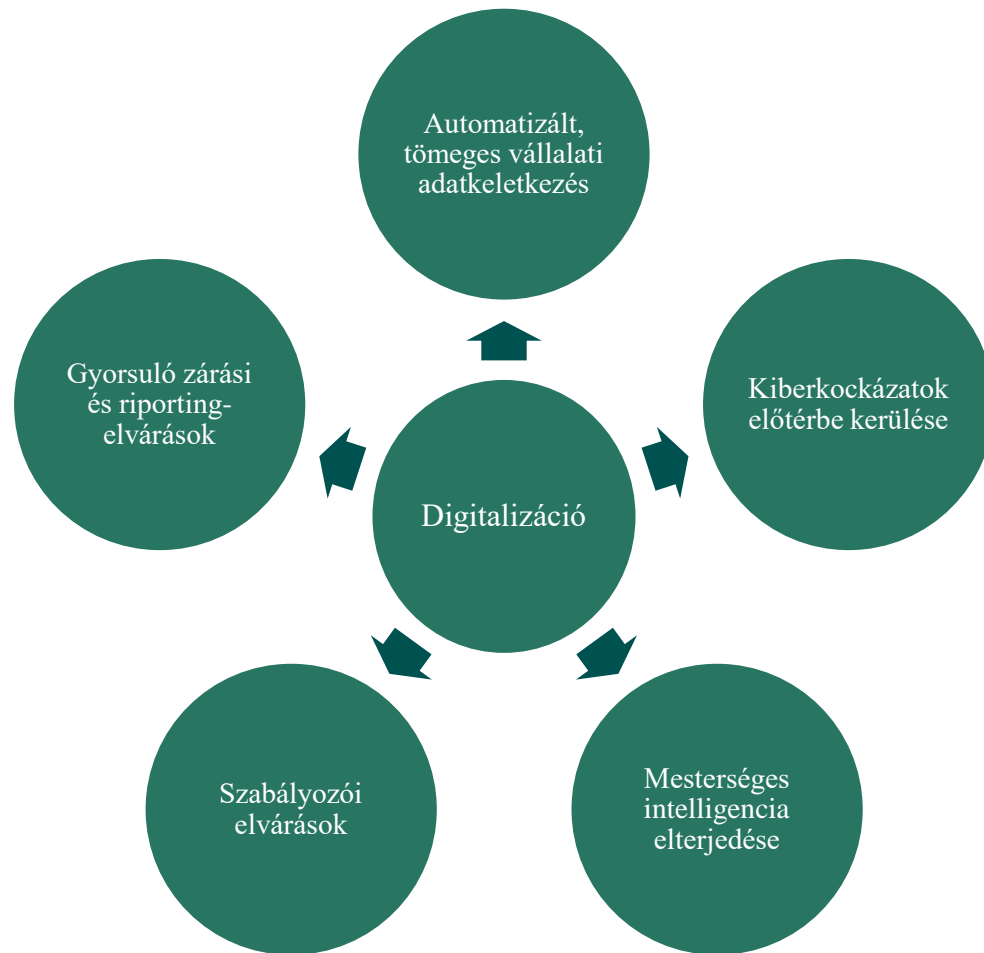 Automatizált,
tömeges vállalati
adatkeletkezés
Gyorsuló zárási
és riporting-
elvárások
Kiberkockázatok
előtérbe kerülése
Digitalizáció
Szabályozói
elvárások
Mesterséges
intelligencia
elterjedése